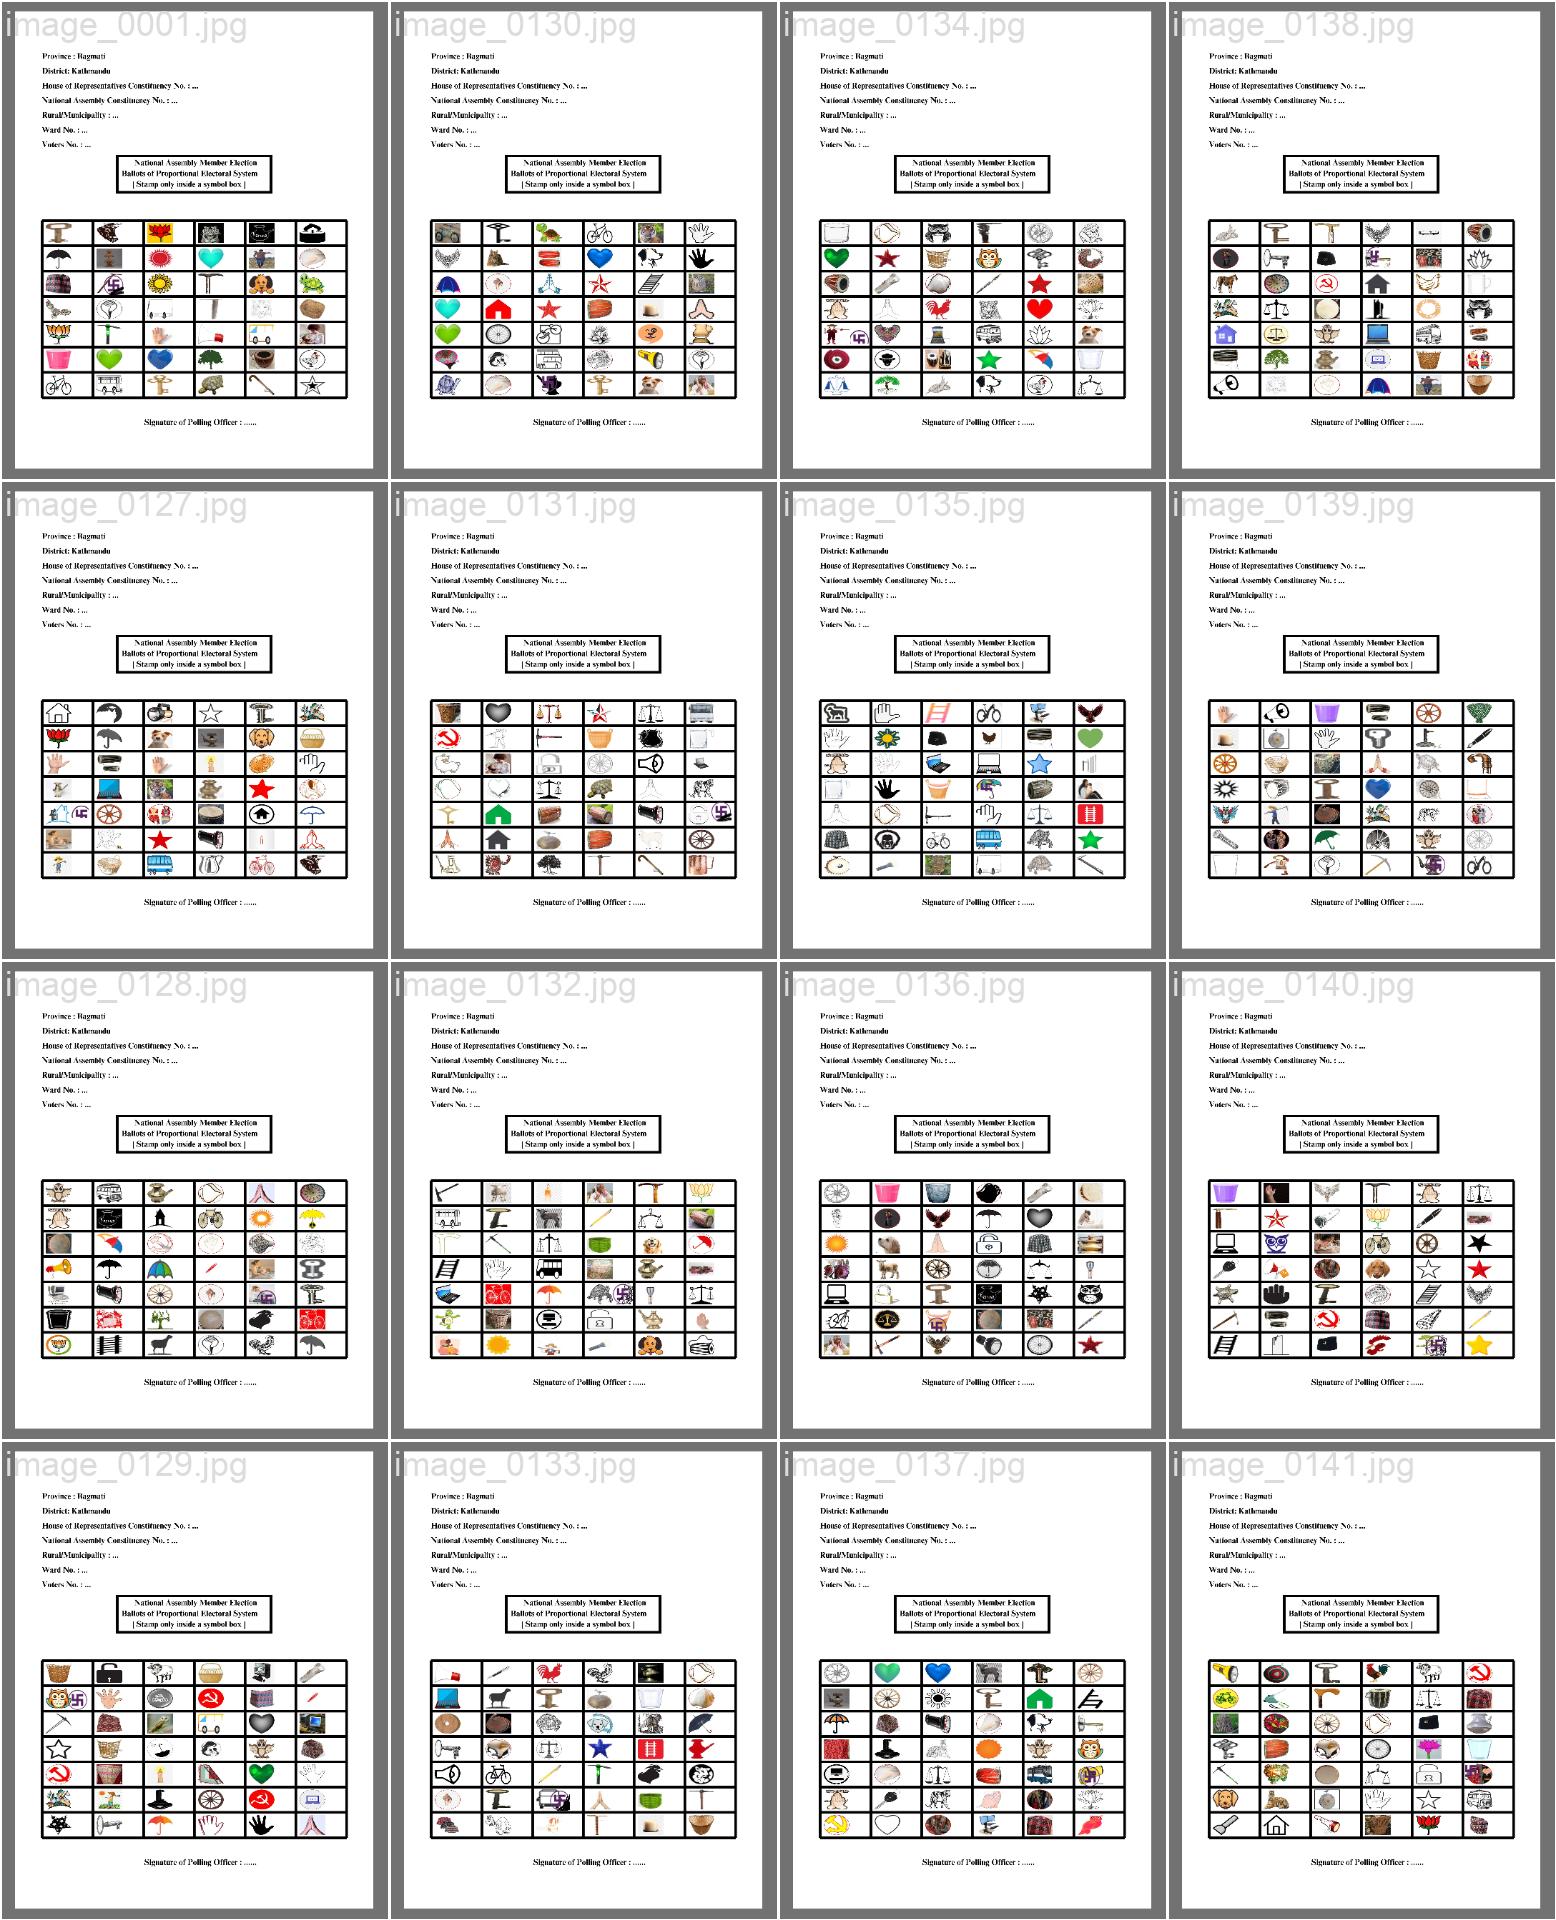 image_0001.jpg
Province : Bagmati
District: Kathmandu
House of Representatives Constituency No. : ...
National Assembly Constituency No. : ...
Rural/Municipality : ...
Ward No. : ...
Voters No. : ...
National Assembly Member Election
Ballots of Proportional Electoral System
[ Stamp only inside a symbol box ]
Signature of Polling Officer : ......
image_0130.jpg
Province : Bagmati
District: Kathmandu
House of Representatives Constituency No. : ...
National Assembly Constituency No. : ...
Rural/Municipality : ...
Ward No. : ...
Voters No. : ...
National Assembly Member Election
Ballots of Proportional Electoral System
[ Stamp only inside a symbol box ]
Signature of Polling Officer : ......
image_0134.jpg
Province : Bagmati
District: Kathmandu
House of Representatives Constituency No. : ...
National Assembly Constituency No. : ...
Rural/Municipality : ...
Ward No. : ...
Voters No. : ...
National Assembly Member Election
Ballots of Proportional Electoral System
[ Stamp only inside a symbol box ]
Signature of Polling Officer : ......
image_0138.jpg
Province : Bagmati
District: Kathmandu
House of Representatives Constituency No. : ...
National Assembly Constituency No. : ...
Rural/Municipality : ...
Ward No. : ...
Voters No. : ...
National Assembly Member Election
Ballots of Proportional Electoral System
[ Stamp only inside a symbol box ]
Signature of Polling Officer : ......
image_0127.jpg
Province : Bagmati
District: Kathmandu
House of Representatives Constituency No. : ...
National Assembly Constituency No. : ...
Rural/Municipality : ...
Ward No. : ...
Voters No. : ...
National Assembly Member Election
Ballots of Proportional Electoral System
[ Stamp only inside a symbol box ]
Signature of Polling Officer : ......
image_0131.jpg
Province : Bagmati
District: Kathmandu
House of Representatives Constituency No. : ...
National Assembly Constituency No. : ...
Rural/Municipality : ...
Ward No. : ...
Voters No. : ...
National Assembly Member Election
Ballots of Proportional Electoral System
[ Stamp only inside a symbol box ]
Signature of Polling Officer : ......
image_0135.jpg
Province : Bagmati
District: Kathmandu
House of Representatives Constituency No. : ...
National Assembly Constituency No. : ...
Rural/Municipality : ...
Ward No. : ...
Voters No. : ...
National Assembly Member Election
Ballots of Proportional Electoral System
[ Stamp only inside a symbol box ]
Signature of Polling Officer : ......
image_0139.jpg
Province : Bagmati
District: Kathmandu
House of Representatives Constituency No. : ...
National Assembly Constituency No. : ...
Rural/Municipality : ...
Ward No. : ...
Voters No. : ...
National Assembly Member Election
Ballots of Proportional Electoral System
[ Stamp only inside a symbol box ]
Signature of Polling Officer : ......
image_0128.jpg
Province : Bagmati
District: Kathmandu
House of Representatives Constituency No. : ...
National Assembly Constituency No. : ...
Rural/Municipality : ...
Ward No. : ...
Voters No. : ...
National Assembly Member Election
Ballots of Proportional Electoral System
[ Stamp only inside a symbol box ]
Signature of Polling Officer : ......
image_0132.jpg
Province : Bagmati
District: Kathmandu
House of Representatives Constituency No. : ...
National Assembly Constituency No. : ...
Rural/Municipality : ...
Ward No. : ...
Voters No. : ...
National Assembly Member Election
Ballots of Proportional Electoral System
[ Stamp only inside a symbol box ]
Signature of Polling Officer : ......
image_0136.jpg
Province : Bagmati
District: Kathmandu
House of Representatives Constituency No. : ...
National Assembly Constituency No. : ...
Rural/Municipality : ...
Ward No. : ...
Voters No. : ...
National Assembly Member Election
Ballots of Proportional Electoral System
[ Stamp only inside a symbol box ]
Signature of Polling Officer : ......
image_0140.jpg
Province : Bagmati
District: Kathmandu
House of Representatives Constituency No. : ...
National Assembly Constituency No. : ...
Rural/Municipality : ...
Ward No. : ...
Voters No. : ...
National Assembly Member Election
Ballots of Proportional Electoral System
[ Stamp only inside a symbol box ]
Signature of Polling Officer : ......
image_0129.jpg
Province : Bagmati
District: Kathmandu
House of Representatives Constituency No. : ...
National Assembly Constituency No. : ...
Rural/Municipality : ...
Ward No. : ...
Voters No. : ...
National Assembly Member Election
Ballots of Proportional Electoral System
[ Stamp only inside a symbol box ]
Signature of Polling Officer : ......
image_0133.jpg
Province : Bagmati
District: Kathmandu
House of Representatives Constituency No. : ...
National Assembly Constituency No. : ...
Rural/Municipality : ...
Ward No. : ...
Voters No. : ...
National Assembly Member Election
Ballots of Proportional Electoral System
[ Stamp only inside a symbol box ]
Signature of Polling Officer : ......
image_0137.jpg
Province : Bagmati
District: Kathmandu
House of Representatives Constituency No. : ...
National Assembly Constituency No. : ...
Rural/Municipality : ...
Ward No. : ...
Voters No. : ...
National Assembly Member Election
Ballots of Proportional Electoral System
[ Stamp only inside a symbol box ]
Signature of Polling Officer : ......
image_0141.jpg
Province : Bagmati
District: Kathmandu
House of Representatives Constituency No. : ...
National Assembly Constituency No. : ...
Rural/Municipality : ...
Ward No. : ...
Voters No. : ...
National Assembly Member Election
Ballots of Proportional Electoral System
[ Stamp only inside a symbol box ]
Signature of Polling Officer : ......